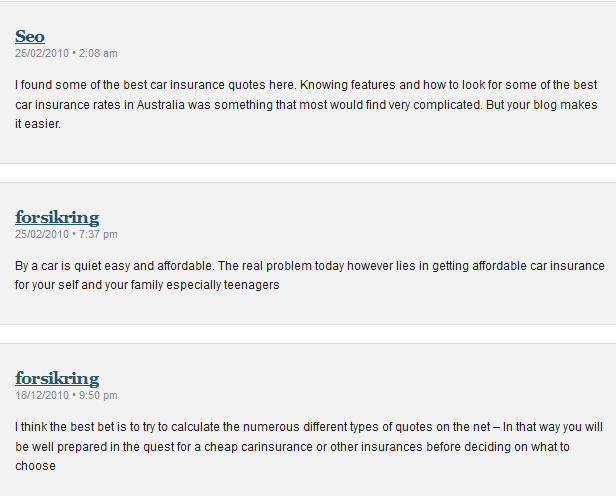 Seo
25/02/2010 • 2:08 am
I found some of the best car insurance quotes here. Knowing features and how to look for some of the best
car insurance rates in Australia was something that most would find very complicated. But your blog makes
it easier.
forsikring
25/02/2010 • 7:37 pm
By a car is quiet easy and affordable. The real problem today however lies in getting affordable car insurance
for your self and your family especially teenagers
forsikring
18/12/2010 • 9:50 pm
I think the best bet is to try to calculate the numerous different types of quotes on the net – In that way you will
be well prepared in the quest for a cheap carinsurance or other insurances before deciding on what to
choose